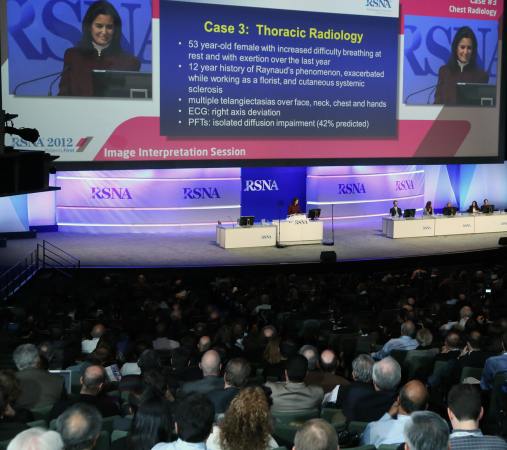 RSNA
CASE #3
Chest Radiology
Case 3: Thoracic Radiology
• 53 year-old female with increased difficulty breathing at
rest and with exertion over the last
year
• 12 year history of Raynaud's phenomenon, exacerbated
while working as a florist, and cutaneous systemic
sclerosis
• multiple telangiectasias over face, neck, chest and hands
• ECG: right axis deviation
• PFTs: isolated diffusion impairment (42% predicted)
RSNA 2012
Image Interpretation Session
RSNA
RSNA
RSNA
RSNA
RSNA